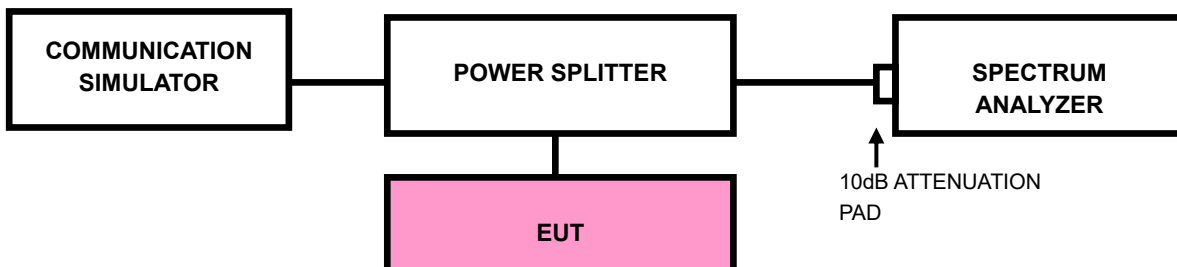 COMMUNICATION
SIMULATOR
POWER SPLITTER
SPECTRUM
ANALYZER
10dB ATTENUATION
PAD
EUT